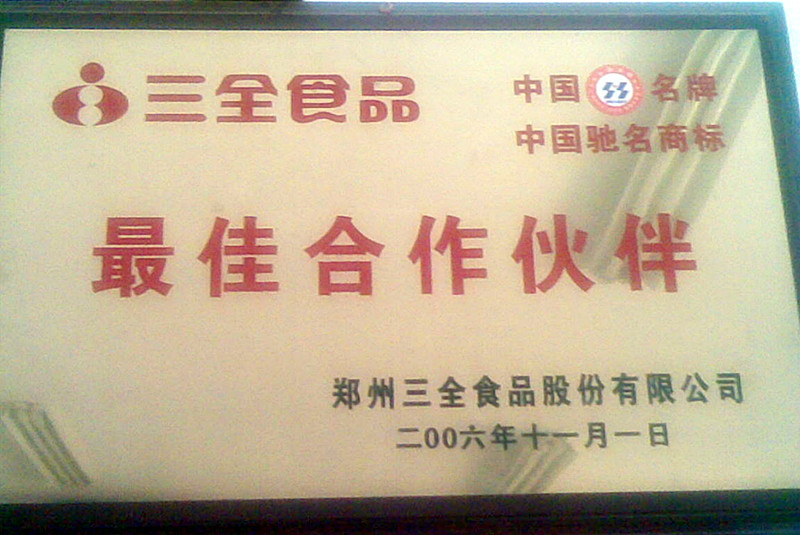 三全食品
中国名牌
中国驰名商标
最佳合作伙伴
郑州三全食品股份有限公司
二00六年十一月一日